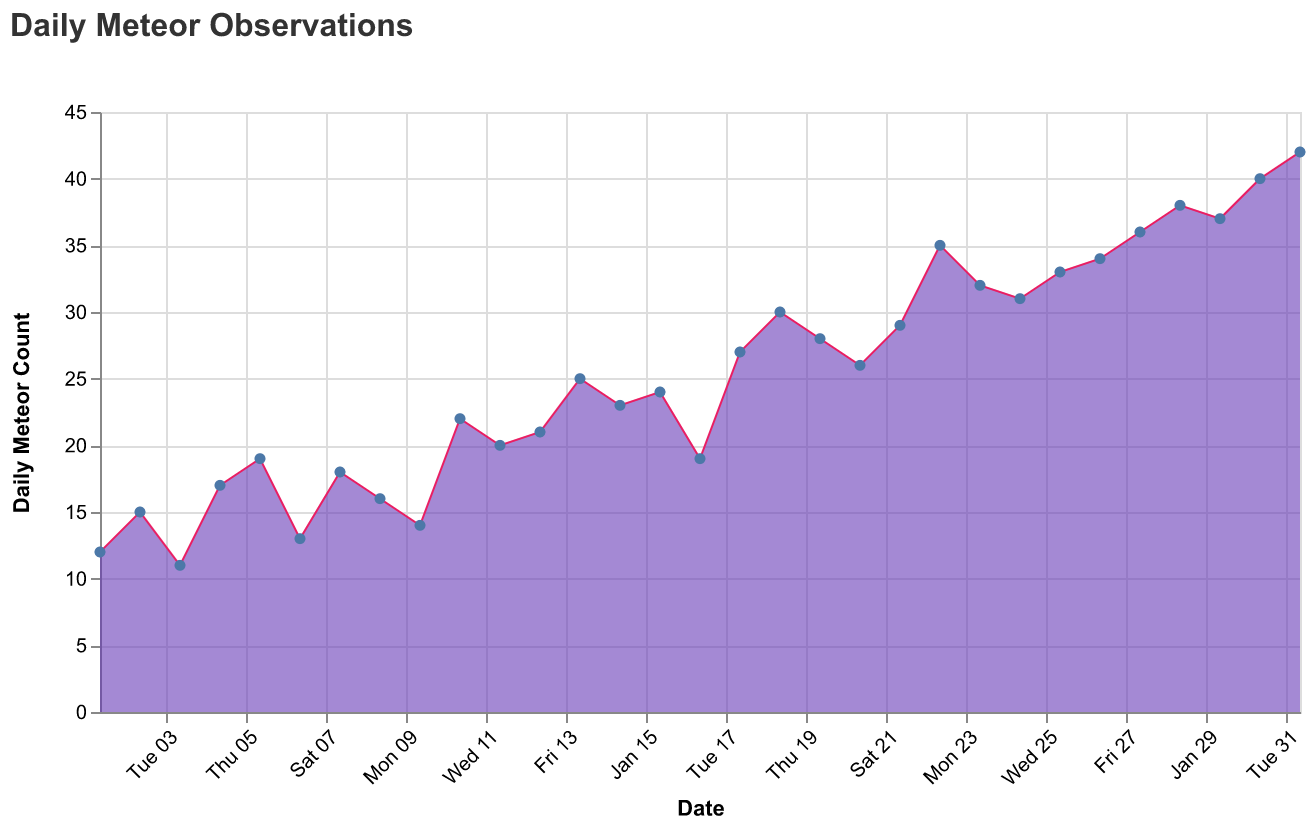 Daily Meteor Observations
45
40
35
30
25
20
15
10
5
0
Daily Meteor Count
Tue 03
Thu 05
Sat 07
Mon 09
Wed 11
Fri 13
Jan 15
Tue 17
Thu 19
Sat 21
Mon 23
Wed 25
Fri 27
Jan 29
Tue 31
Date